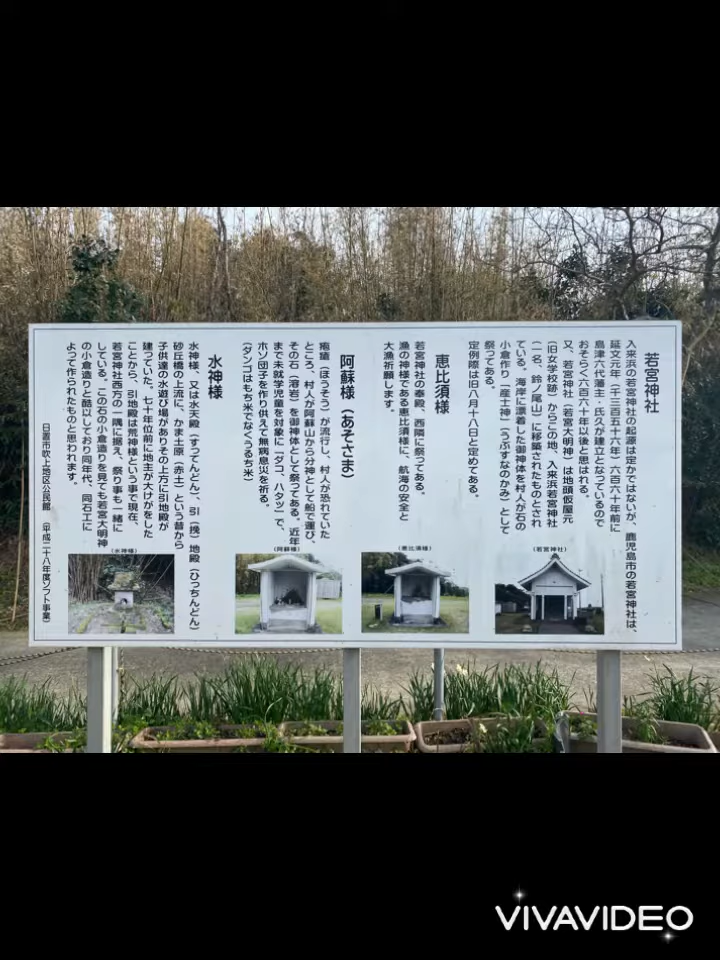 若宮神社
入来浜の若宮神社の起源は定かではないが、鹿児島市の若宮神社は、
延文元年（千三百五十六年）六百六十年前に
島津六代藩主・氏久が建立となっているので
おそらく六百六十年以後と思はれる。
又、若宮神社（若宮大明神）は地頭仮屋元
（旧女学校跡）からこの地、入来浜若宮神社
（一名、鈴ノ尾山）に移築されたものとされ
ている。海岸に漂着した御神体を村人が石の
小倉作り「産土神（うぶすなのかみ）として
祭ってある。
定例際は旧八月十八日と定めてある。
（若宮神社）
恵比須様
若宮神社の奉殿、西隣に祭ってある。
漁の神様である恵比須様に、航海の安全と
大漁祈願します。
（恵比須様）
阿蘇様（あそさま）
疱瘡（ほうそう）が流行し、村人が恐れていた
ところ、村人が阿蘇山から分神として船で運び、
その石（溶岩）を御神体として祭ってある。近年
まで未就学児童を対象に「タコ、ハタツ」で、
ホソ団子を作り供えて無病息災を祈る。
（ダンゴはもち米でなくうるち米）
（阿蘇様）
水神様
水神様、又は水天殿（すってんどん）、引（挽）地殿（ひっちんどん）
砂丘橋の上流に、かま土原（赤土）という昔から
子供達の水遊び場がありその上方に引地殿が
建っていた。七十年位前に地主が大けがをした
ことから、引地殿は荒神様という事で現在、
若宮神社西方の一隅に据え、祭り事も一緒に
している。この石の小倉造りを見ても若宮大明神
の小倉造りと酷以しており同年代、同石工に
よって作られたものと思われます。
（水神様）
日置市吹上地区公民館　（平成二十八年度ソフト事業）
VIVAVIDEO